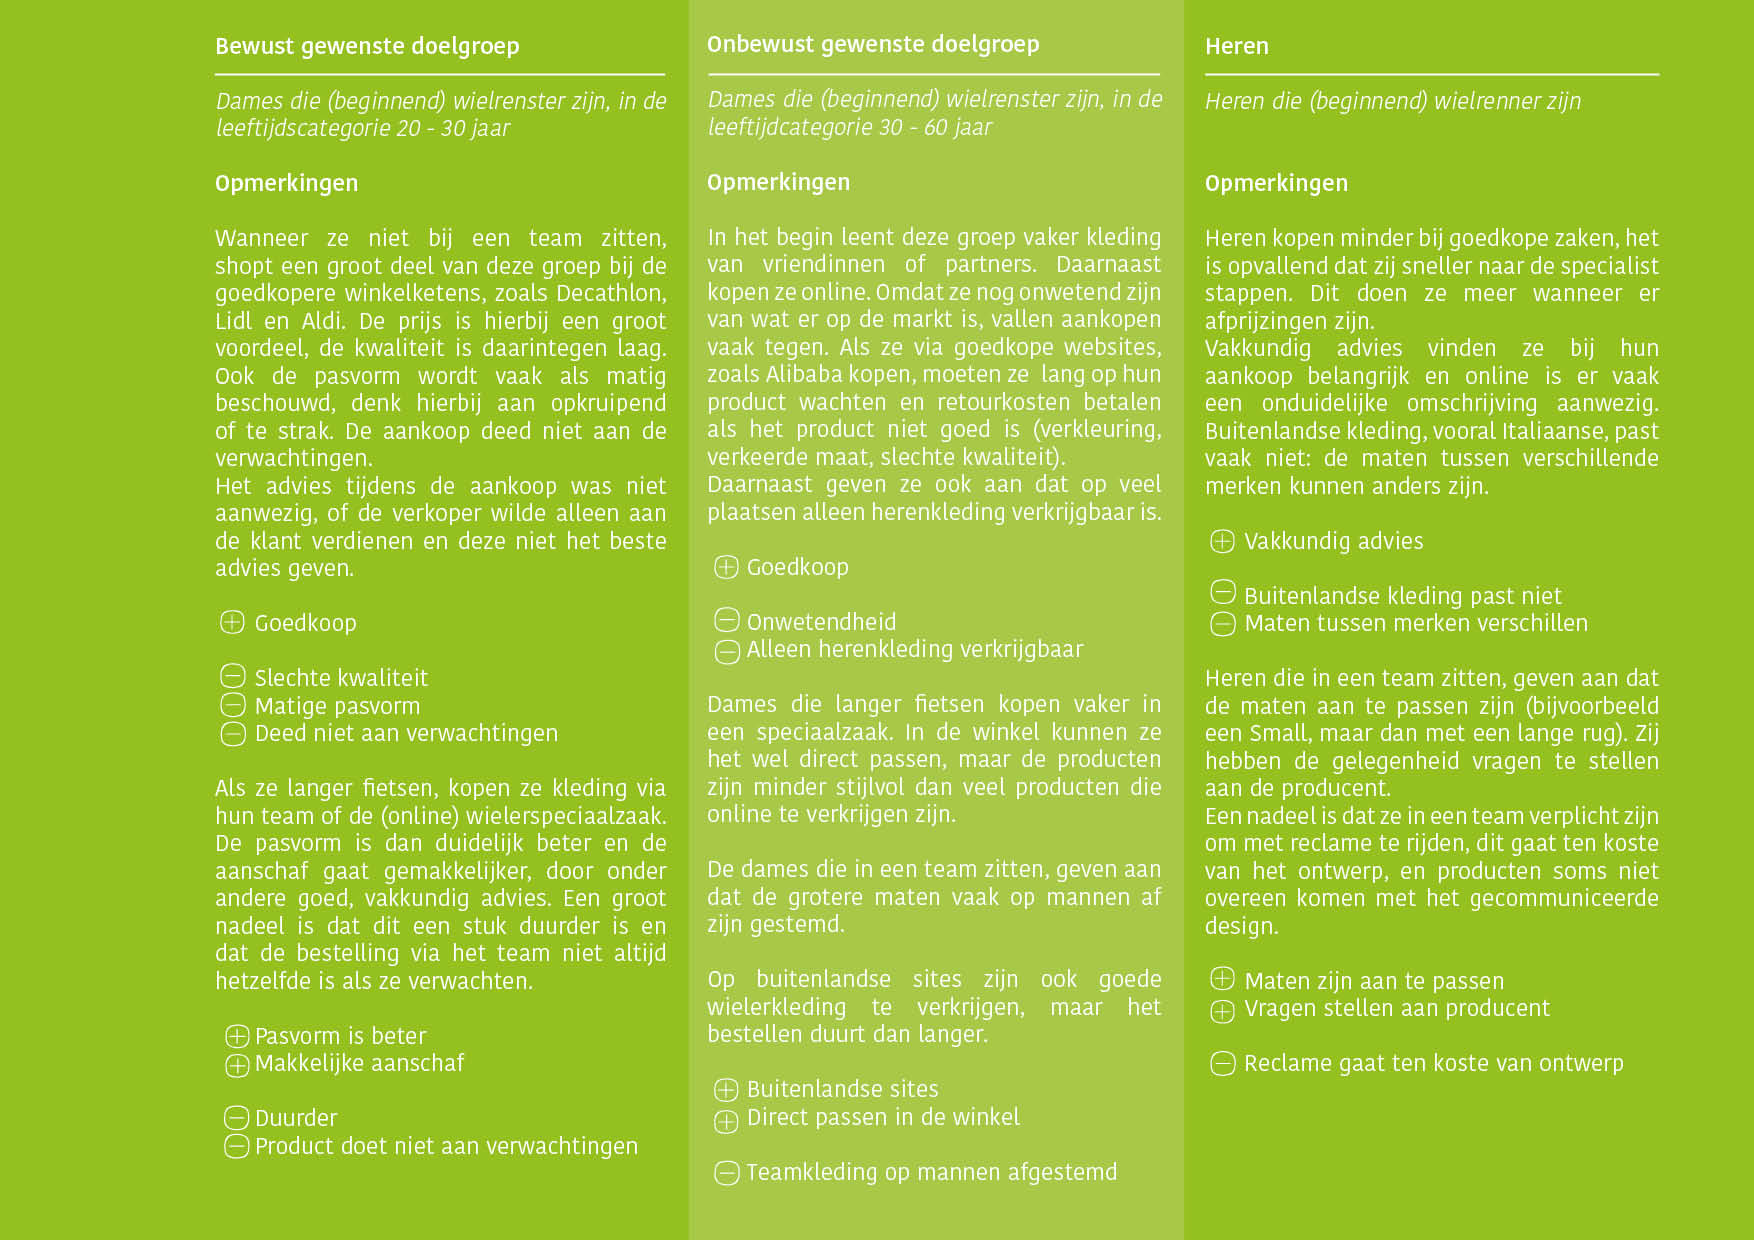 Bewust gewenste doelgroep
Dames die (beginnend) wielrenster zijn, in de
leeftijdscategorie 20 - 30 jaar
Opmerkingen
Wanneer ze niet bij een team zitten,
shopt een groot deel van deze groep bij de
goedkopere winkelketens, zoals Decathlon,
Lidl en Aldi. De prijs is hierbij een groot
voordeel, de kwaliteit is daarintegen laag.
Ook de pasvorm wordt vaak als matig
beschouwd, denk hierbij aan opkruipend
of te strak. De aankoop deed niet aan de
verwachtingen.
Het advies tijdens de aankoop was niet
aanwezig, of de verkoper wilde alleen aan
de klant verdienen en deze niet het beste
advies geven.
+ Goedkoop
- Slechte kwaliteit
- Matige pasvorm
- Deed niet aan verwachtingen
Als ze langer fietsen, kopen ze kleding via
hun team of de (online) wielerspeciaalzaak.
De pasvorm is dan duidelijk beter en de
aanschaf gaat gemakkelijker, door onder
andere goed, vakkundig advies. Een groot
nadeel is dat dit een stuk duurder is en
dat de bestelling via het team niet altijd
hetzelfde is als ze verwachten.
+ Pasvorm is beter
+ Makkelijke aanschaf
- Duurder
- Product doet niet aan verwachtingen
Onbewust gewenste doelgroep
Dames die (beginnend) wielrenster zijn, in de
leeftijdcategorie 30 - 60 jaar
Opmerkingen
In het begin leent deze groep vaker kleding
van vriendinnen of partners. Daarnaast
kopen ze online. Omdat ze nog onwetend zijn
van wat er op de markt is, vallen aankopen
vaak tegen. Als ze via goedkope websites,
zoals Alibaba kopen, moeten ze lang op hun
product wachten en retourkosten betalen
als het product niet goed is (verkleuring,
verkeerde maat, slechte kwaliteit).
Daarnaast geven ze ook aan dat op veel
plaatsen alleen herenkleding verkrijgbaar is.
+ Goedkoop
- Onwetendheid
- Alleen herenkleding verkrijgbaar
Dames die langer fietsen kopen vaker in
een speciaalzaak. In de winkel kunnen ze
het wel direct passen, maar de producten
zijn minder stijlvol dan veel producten die
online te verkrijgen zijn.
De dames die in een team zitten, geven aan
dat de grotere maten vaak op mannen af
zijn gestemd.
Op buitenlandse sites zijn ook goede
wielerkleding te verkrijgen, maar het
bestellen duurt dan langer.
+ Buitenlandse sites
+ Direct passen in de winkel
- Teamkleding op mannen afgestemd
Heren
Heren die (beginnend) wielrenner zijn
Opmerkingen
Heren kopen minder bij goedkope zaken, het
is opvallend dat zij sneller naar de specialist
stappen. Dit doen ze meer wanneer er
afprijzingen zijn.
Vakkundig advies vinden ze bij hun
aankoop belangrijk en online is er vaak
een onduidelijke omschrijving aanwezig.
Buitenlandse kleding, vooral Italiaanse, past
vaak niet: de maten tussen verschillende
merken kunnen anders zijn.
+ Vakkundig advies
- Buitenlandse kleding past niet
- Maten tussen merken verschillen
Heren die in een team zitten, geven aan dat
de maten aan te passen zijn (bijvoorbeeld
een Small, maar dan met een lange rug). Zij
hebben de gelegenheid vragen te stellen
aan de producent.
Een nadeel is dat ze in een team verplicht zijn
om met reclame te rijden, dit gaat ten koste
van het ontwerp, en producten soms niet
overeen komen met het gecommuniceerde
design.
+ Maten zijn aan te passen
+ Vragen stellen aan producent
- Reclame gaat ten koste van ontwerp